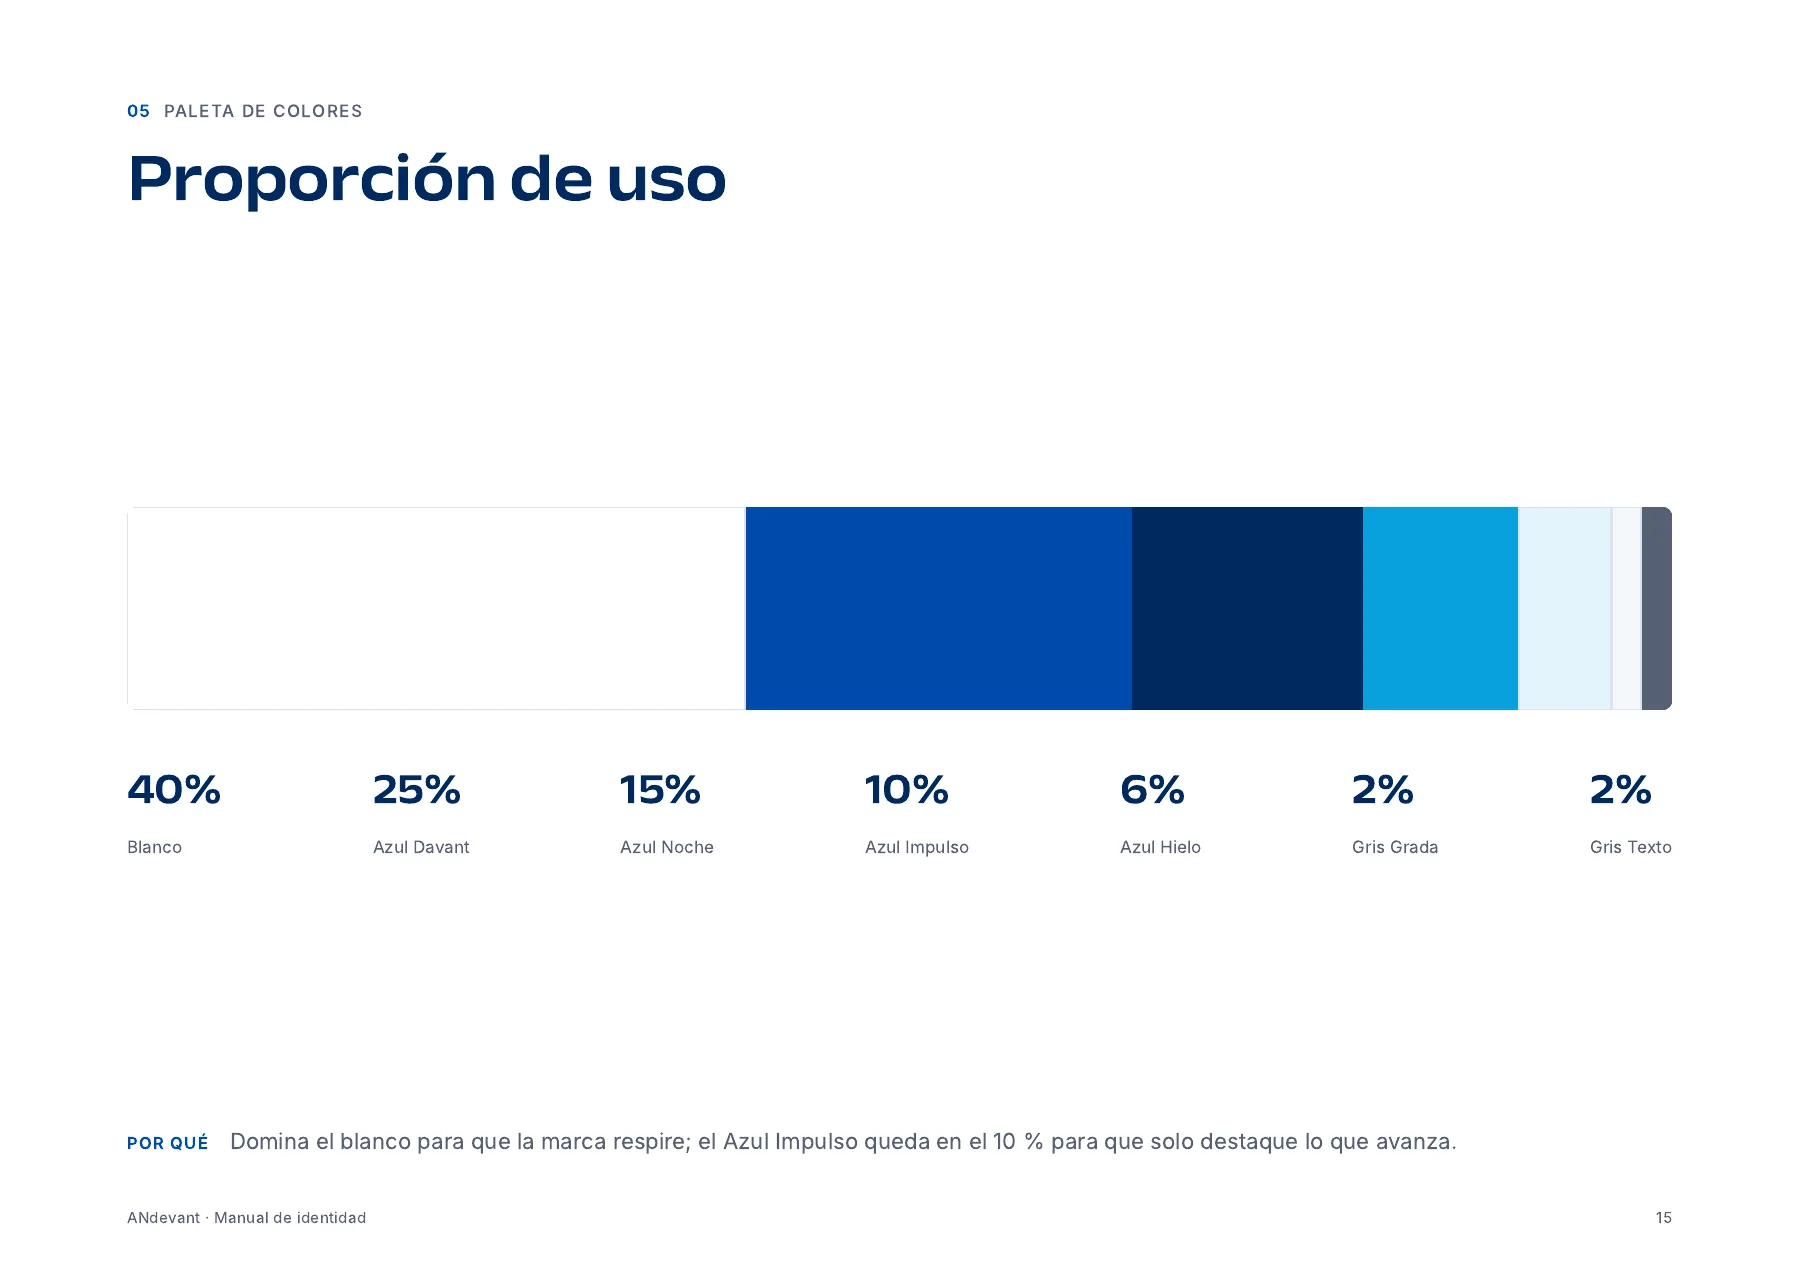 05 PALETA DE COLORES
Proporción de uso
40% 25% 15% 10% 6% 2% 2%
Blanco Azul Davant Azul Noche Azul Impulso Azul Hielo Gris Grada Gris Texto
POR QUÉ Domina el blanco para que la marca respire; el Azul Impulso queda en el 10 % para que solo destaque lo que avanza.
ANdevant · Manual de identidad 15